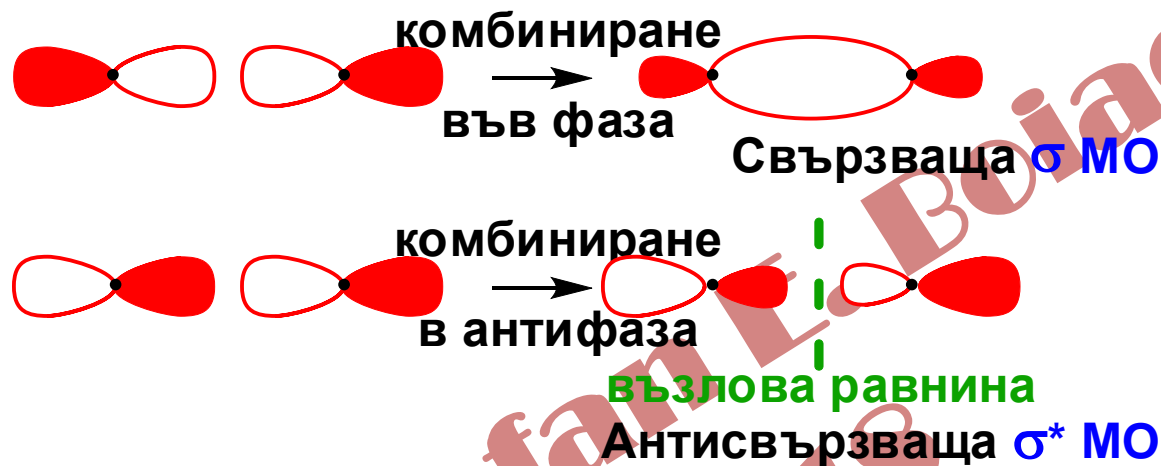 комбиниране
във фаза
Свързваща σ МО
комбиниране
в антифаза
възлова равнина
Антисвързваща σ* МО